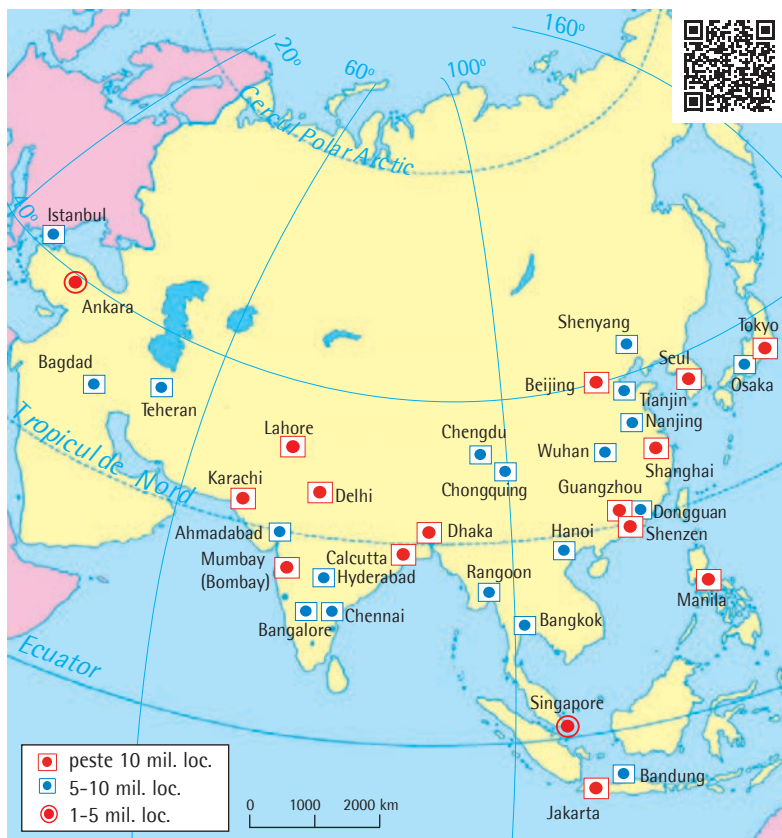 160°
20°
60°
100°
Cercul Polar Arctic
40°
Istanbul
Ankara
Shenyang
Tokyo
Bagdad
Seul
Beijing
Osaka
Teheran
Tianjin
Tropicul de Nord
Nanjing
Lahore
Chengdu
Wuhan
Shanghai
Karachi
Delhi
Chongquing
Guangzhou
Dongguan
Ahmadabad
Dhaka
Hanoi
Shenzen
Mumbay
(Bombay)
Calcutta
Hyderabad
Rangoon
Manila
Bangalore
Chennai
Bangkok
Ecuator
Singapore
peste 10 mil. loc.
5-10 mil. loc.
1-5 mil. loc.
0 1000 2000 km
Bandung
Jakarta